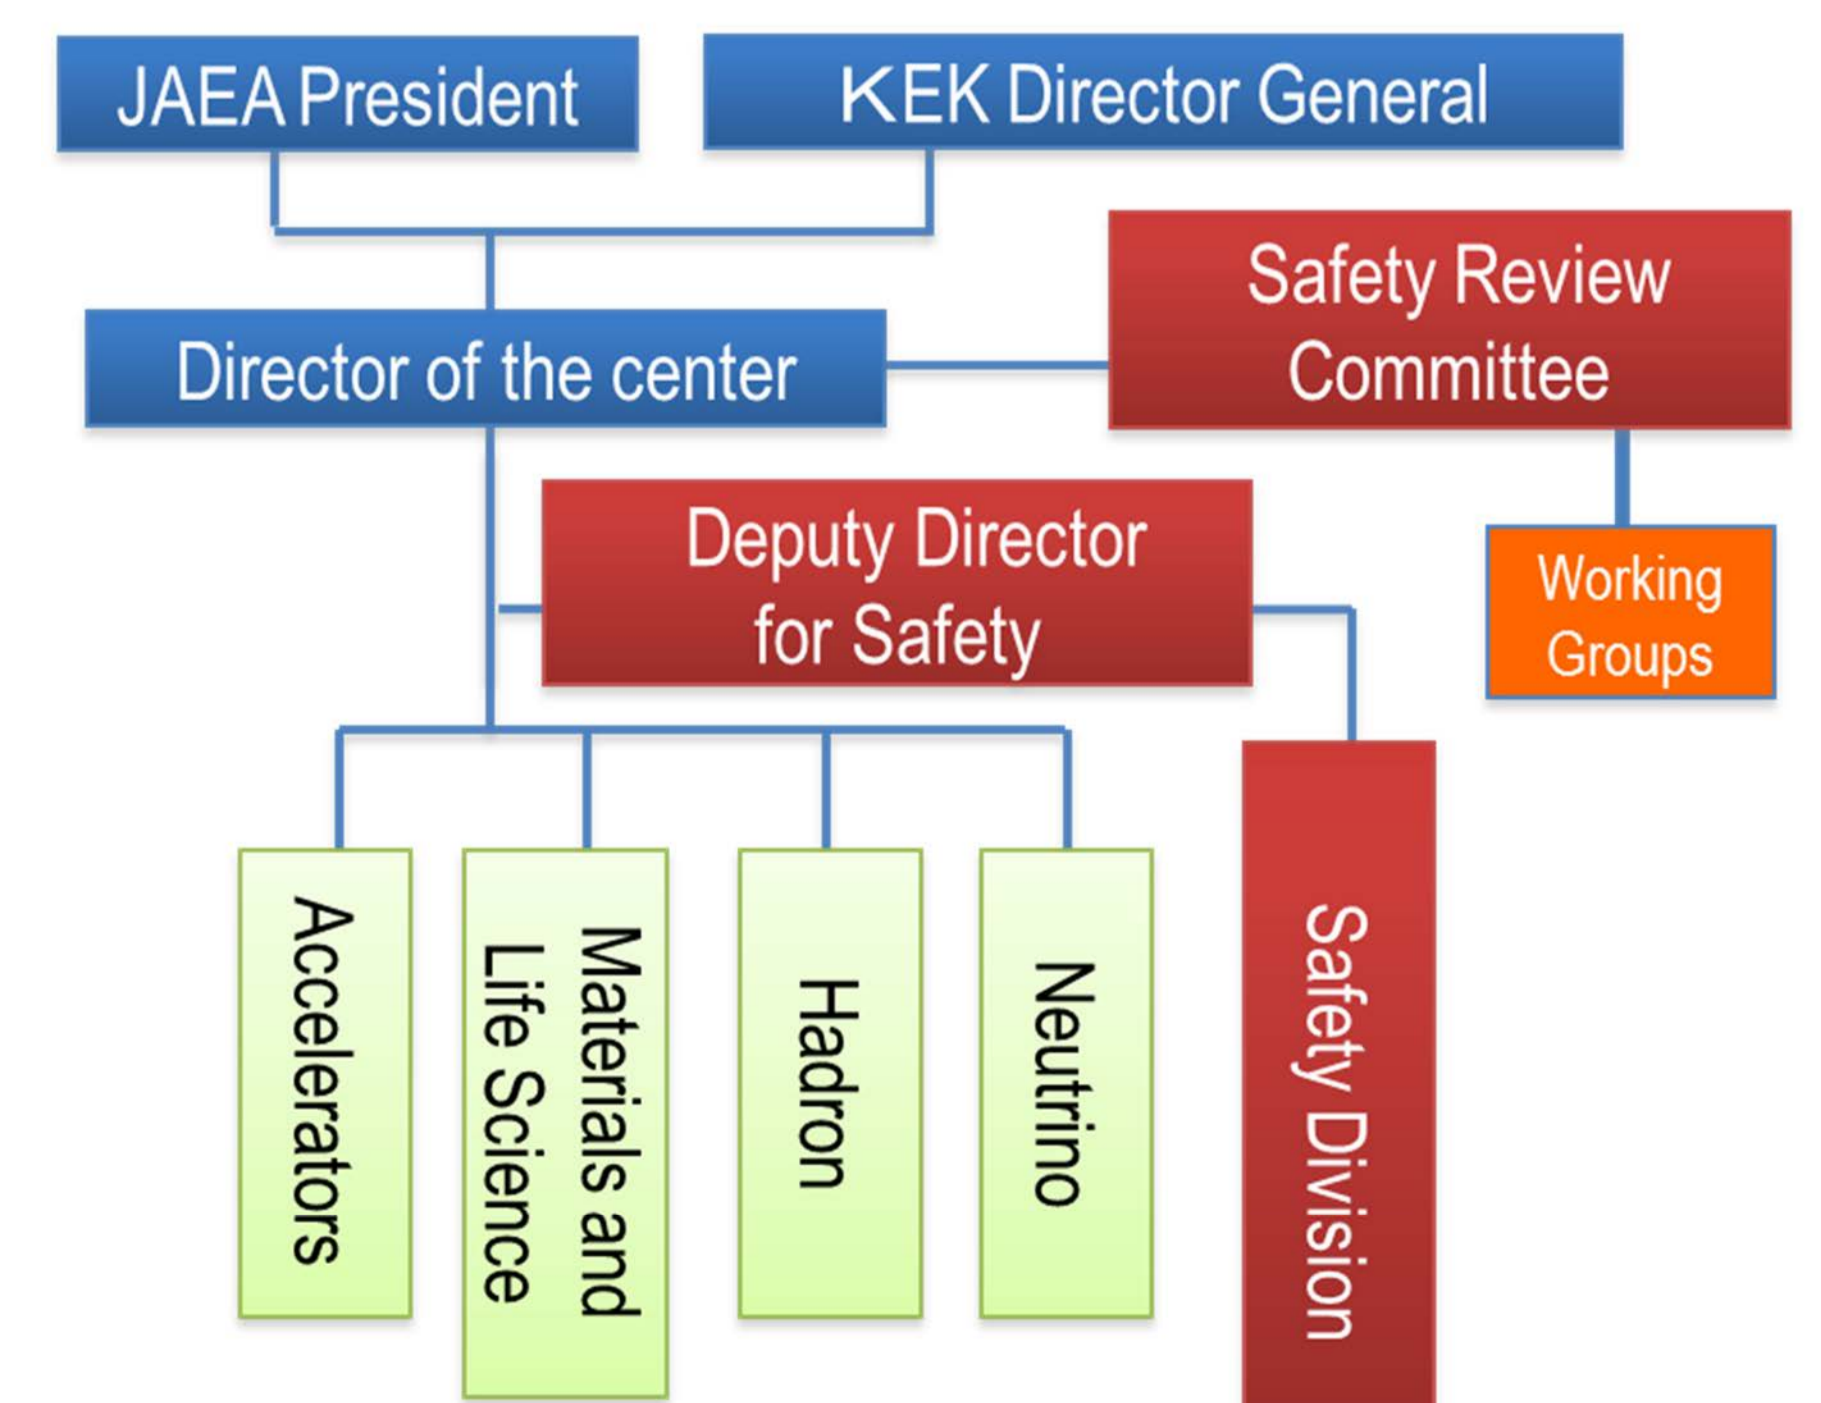 JAEA President
KEK Director General
Safety Review
Committee
Director of the center
Deputy Director
for Safety
Working
Groups
Accelerators
Materials and
Life Science
Hadron
Neutrino
Safety Division